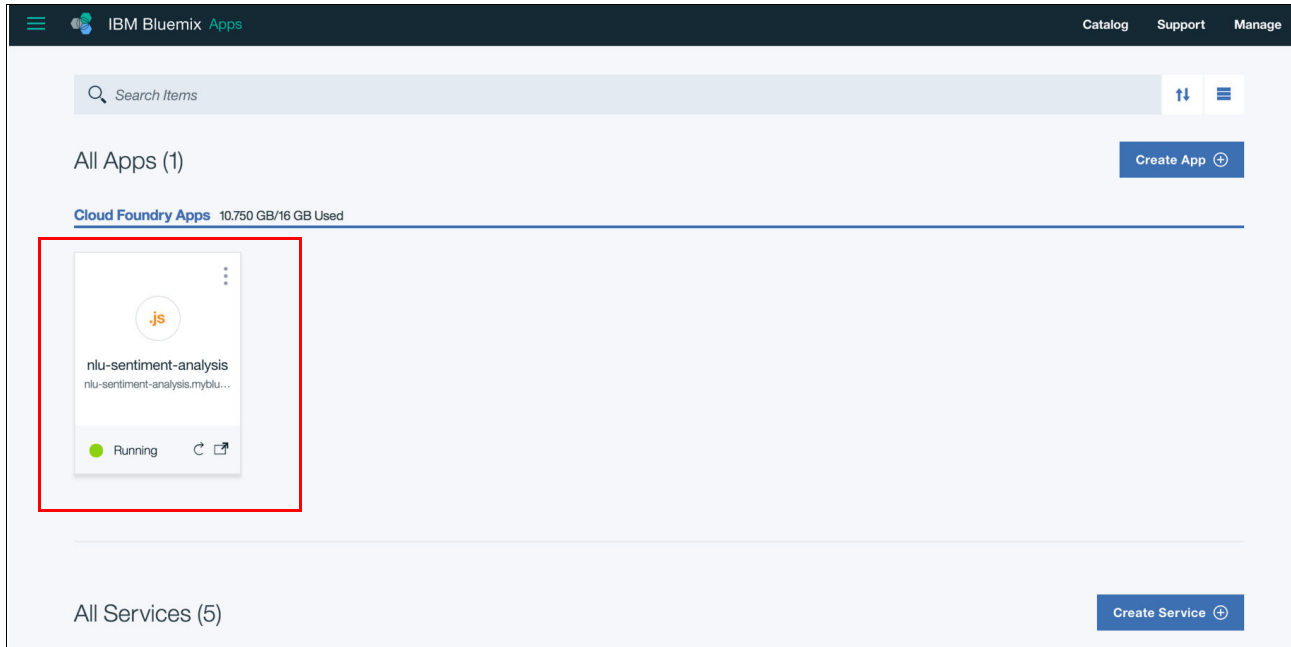 IBM Bluemix Apps
Catalog Support Manage
Search Items
All Apps (1)
Create App
Cloud Foundry Apps 10.750 GB/16 GB Used
.js
nlu-sentiment-analysis
nlu-sentiment-analysis.myblu...
Running
All Services (5)
Create Service